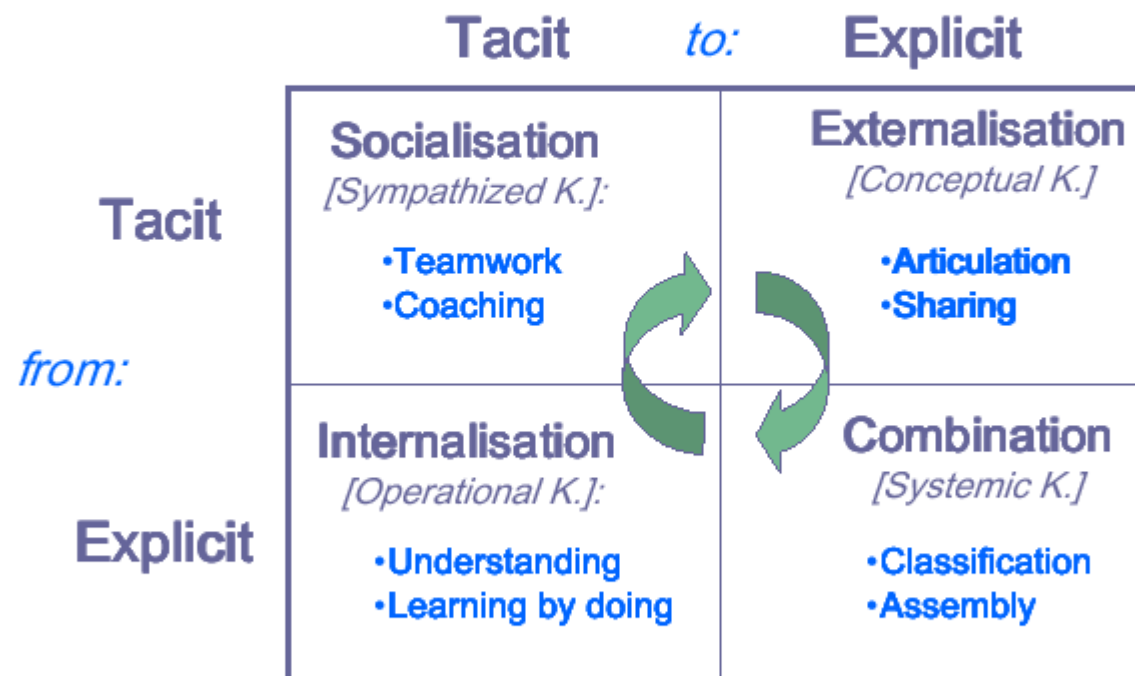 Tacit to: Explicit
Tacit
from:
Explicit
Socialisation
[Sympathized K.]:
•Teamwork
•Coaching
Externalisation
[Conceptual K.]
•Articulation
•Sharing
Internalisation
[Operational K.]:
•Understanding
•Learning by doing
Combination
[Systemic K.]
•Classification
•Assembly